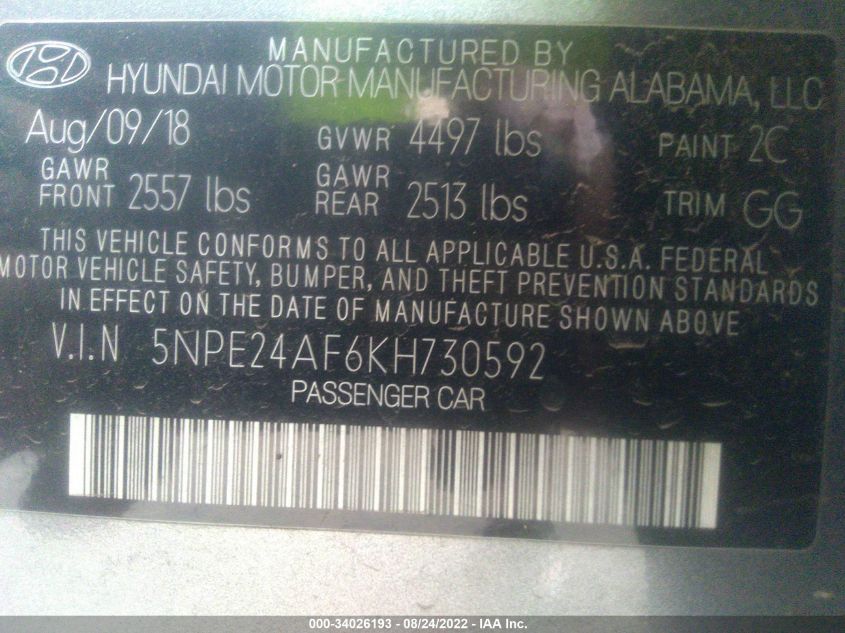 MANUFACTURED BY
HYUNDAI MOTOR MANUFACTURING ALABAMA, LLC
Aug/09/18 GVWR 4497 lbs PAINT 2C
GAWR FRONT 2557 lbs GAWR REAR 2513 lbs TRIM GG
THIS VEHICLE CONFORMS TO ALL APPLICABLE U.S.A. FEDERAL
MOTOR VEHICLE SAFETY, BUMPER, AND THEFT PREVENTION STANDARDS
IN EFFECT ON THE DATE OF MANUFACTURE SHOWN ABOVE
V.I.N 5NPE24AF6KH730592
PASSENGER CAR
000-34026193 - 08/24/2022 - IAA Inc.